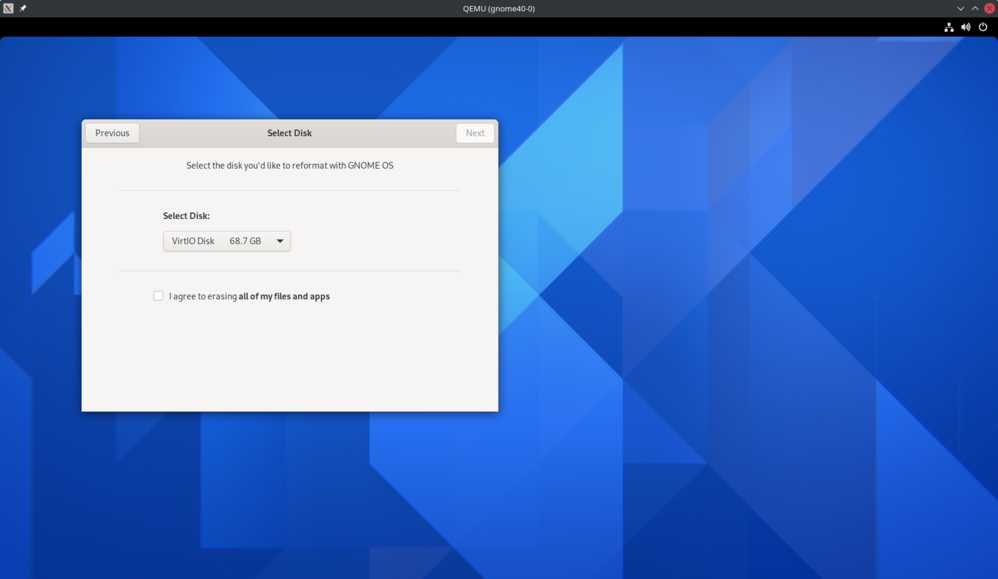 QEMU (gnome40-0)
Previous
Select Disk
Next
Select the disk you'd like to reformat with GNOME OS
Select Disk:
VirtIO Disk 68.7 GB
I agree to erasing all of my files and apps